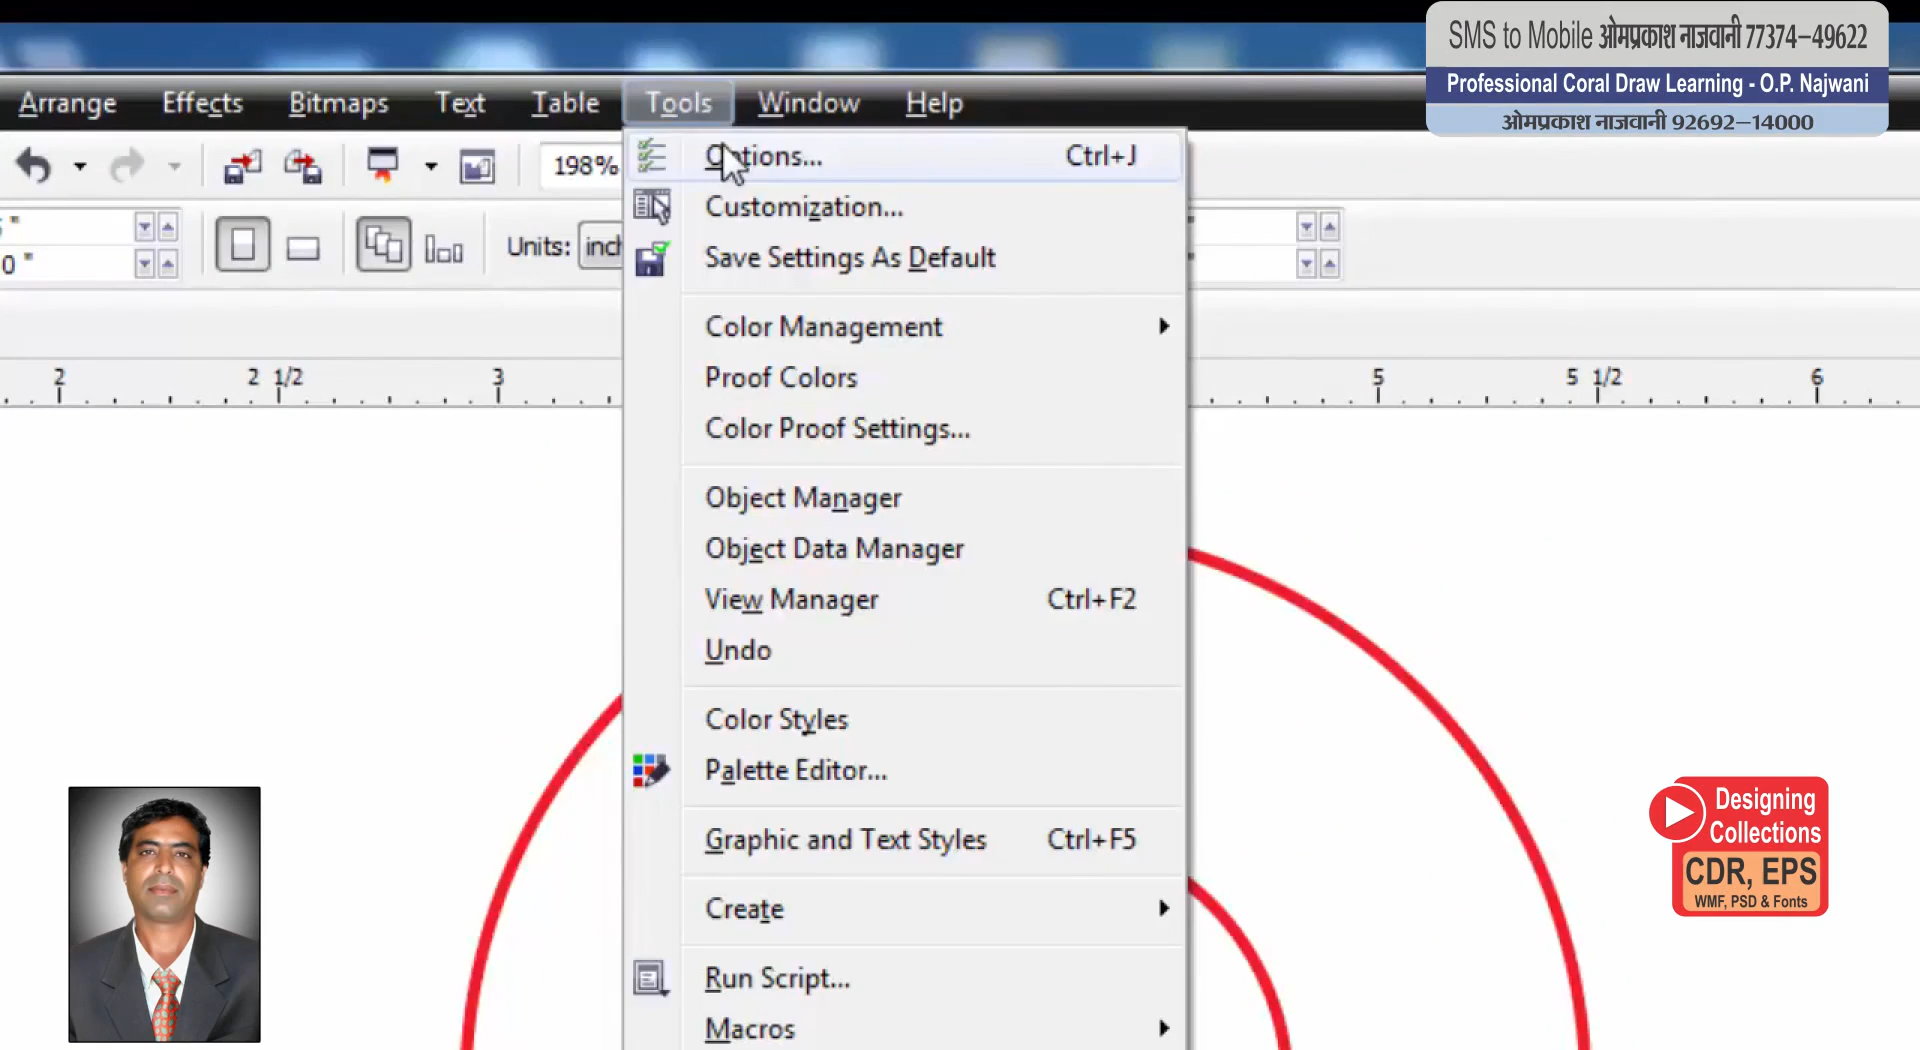 SMS to Mobile ओमप्रकाश नाजवानी 77374-49622
Professional Coral Draw Learning - O.P. Najwani
ओमप्रकाश नाजवानी 92692-14000
Arrange Effects Bitmaps Text Table Tools Window Help
198%
Options... Ctrl+J
Customization...
Save Settings As Default
0 "
Units:
Color Management
Proof Colors
Color Proof Settings...
2 2 1/2 3 5 5 1/2 6
Object Manager
Object Data Manager
View Manager Ctrl+F2
Undo
Color Styles
Palette Editor...
Graphic and Text Styles Ctrl+F5
Create
Run Script...
Macros
Designing
Collections
CDR, EPS
WMF, PSD & Fonts